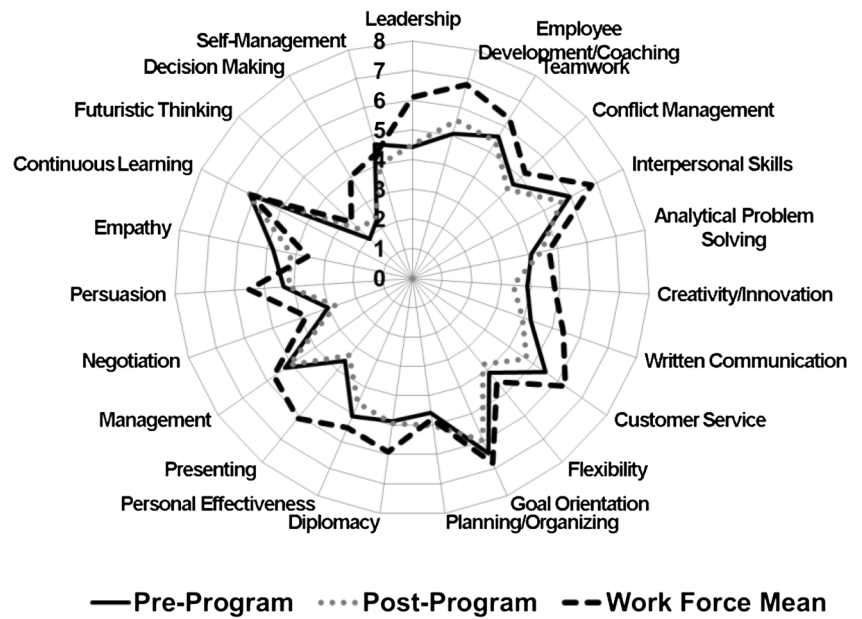 Leadership
Employee
Development/Coaching
Teamwork
Conflict Management
Interpersonal Skills
Analytical Problem
Solving
Creativity/Innovation
Written Communication
Customer Service
Flexibility
Goal Orientation
Planning/Organizing
Diplomacy
Personal Effectiveness
Presenting
Management
Negotiation
Persuasion
Empathy
Continuous Learning
Futuristic Thinking
Decision Making
Self-Management
8
7
6
5
4
3
2
1
0
Pre-Program Post-Program Work Force Mean